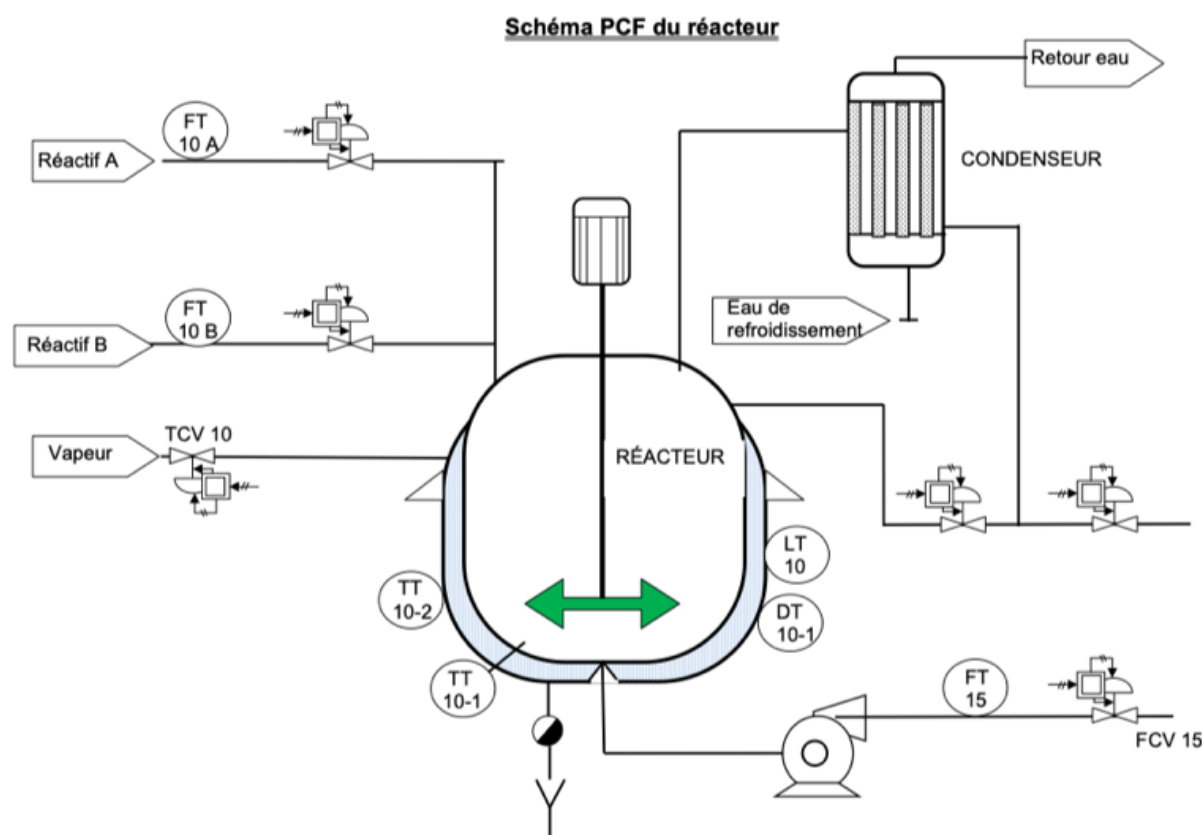 Schéma PCF du réacteur
Retour eau
FT
10 A
Réactif A
CONDENSEUR
FT
10 B
Réactif B
Eau de
refroidissement
TCV 10
Vapeur
RÉACTEUR
LT
10
TT
10-2
DT
10-1
TT
10-1
FT
15
FCV 15